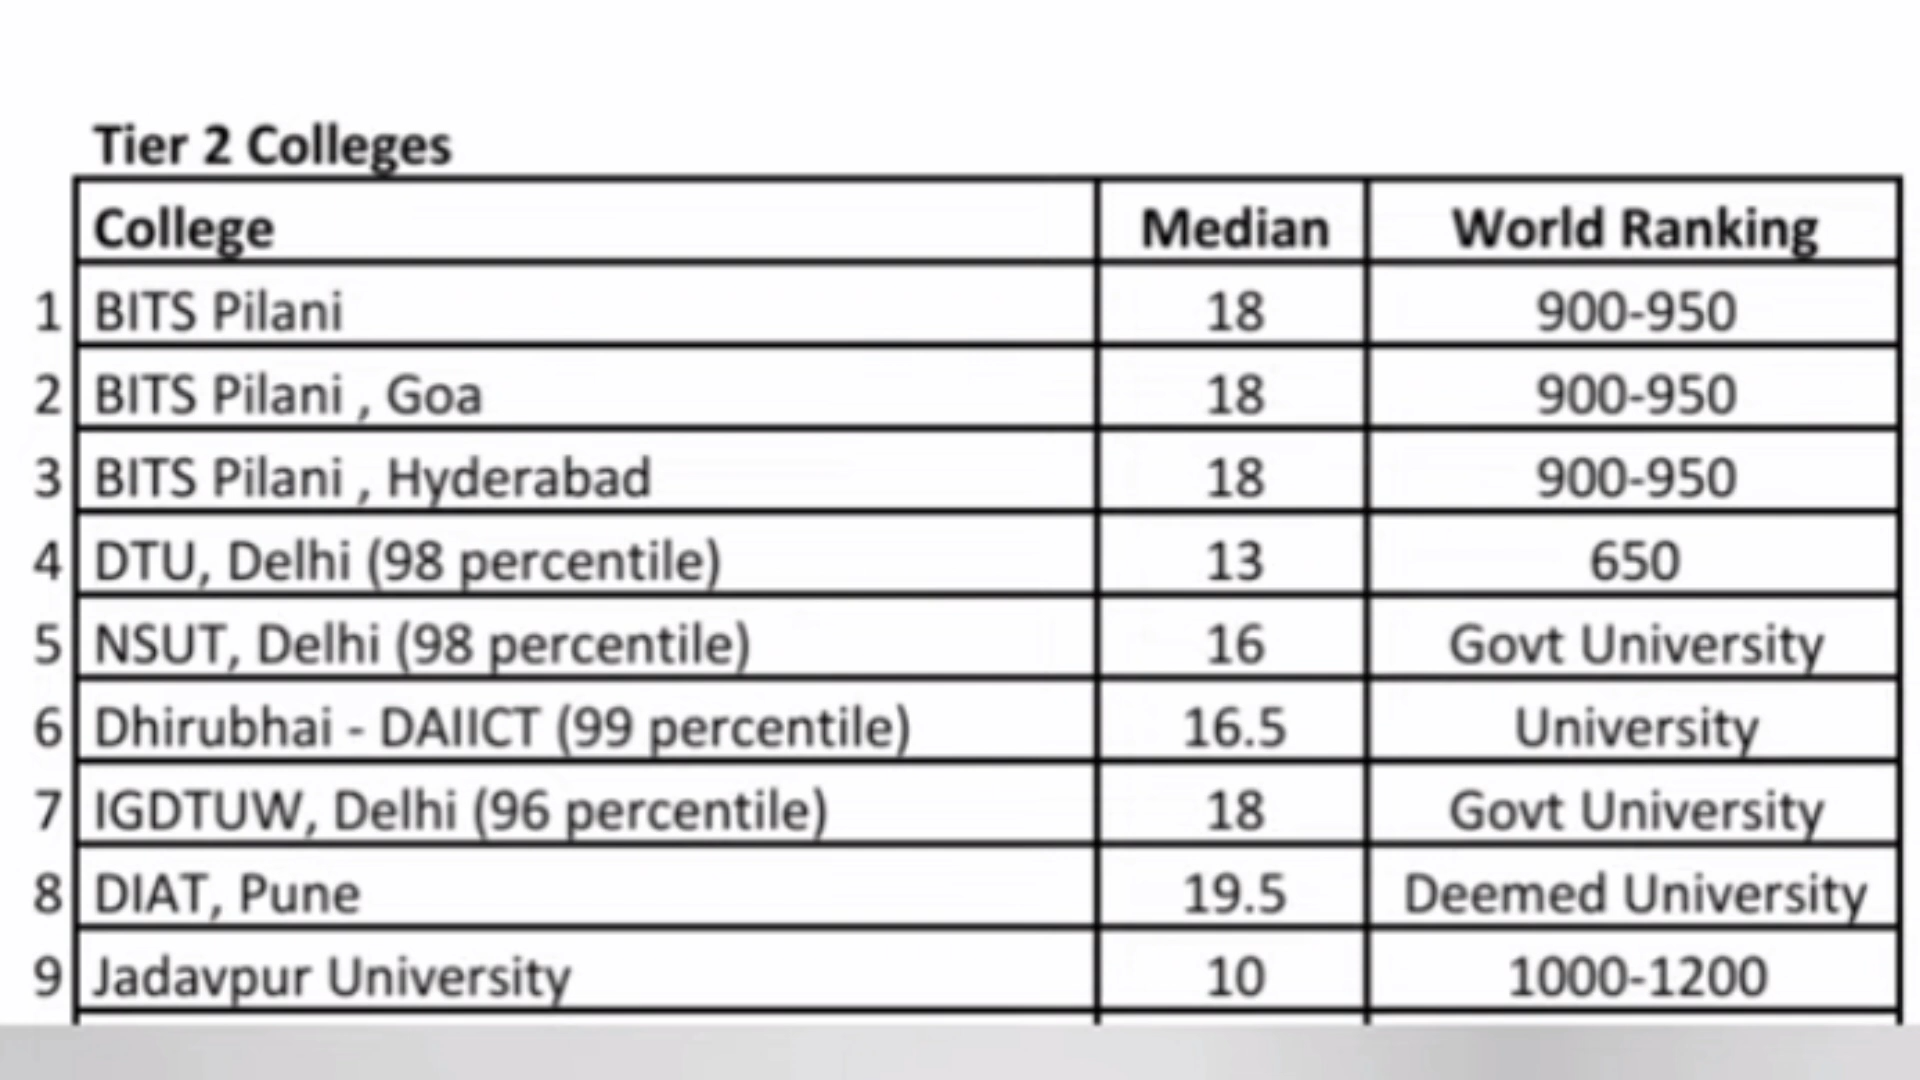 Tier 2 Colleges
College Median World Ranking
1 BITS Pilani 18 900-950
2 BITS Pilani , Goa 18 900-950
3 BITS Pilani , Hyderabad 18 900-950
4 DTU, Delhi (98 percentile) 13 650
5 NSUT, Delhi (98 percentile) 16 Govt University
6 Dhirubhai - DAIICT (99 percentile) 16.5 University
7 IGDTUW, Delhi (96 percentile) 18 Govt University
8 DIAT, Pune 19.5 Deemed University
9 Jadavpur University 10 1000-1200